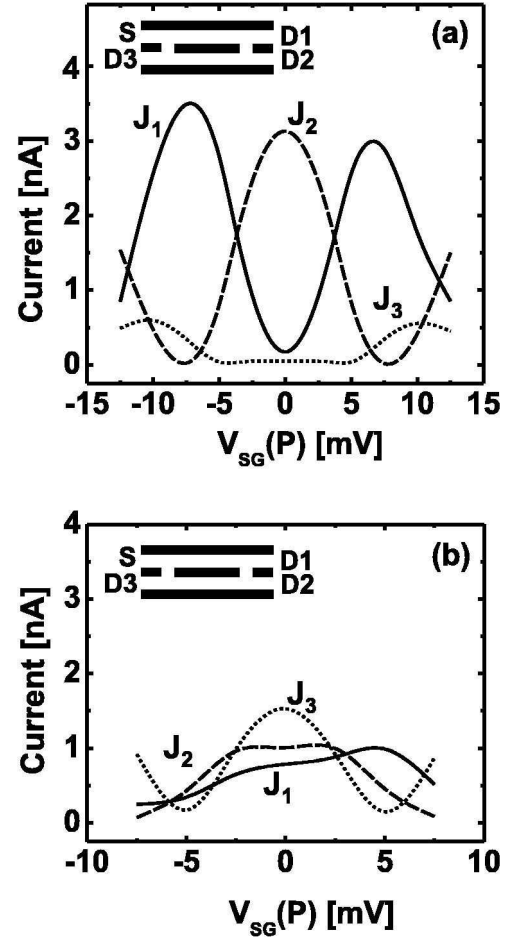 (a)
S D1
D3 D2
J1 J2
J3
Current [nA]
4
3
2
1
0
-15 -10 -5 0 5 10 15
VSG(P) [mV]
(b)
S D1
D3 D2
J3
J2
J1
Current [nA]
4
3
2
1
0
-10 -5 0 5 10
VSG(P) [mV]